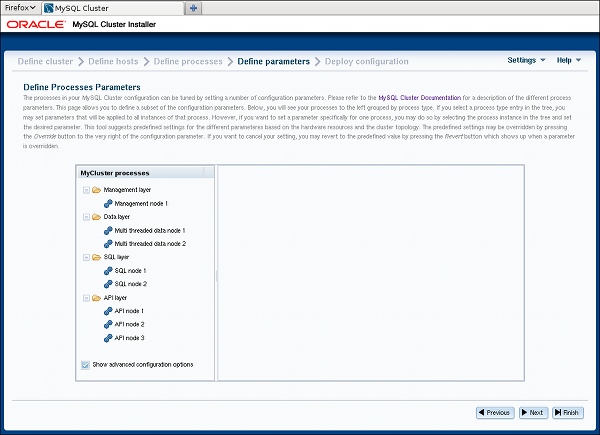 Firefox
MySQL Cluster
ORACLE MySQL Cluster Installer
Define cluster Define hosts Define processes Define parameters Deploy configuration Settings Help
Define Processes Parameters
The processes in your MySQL Cluster configuration can be tuned by setting a number of configuration parameters. Please refer to the MySQL Cluster Documentation for a description of the different process
parameters. This page allows you to define a subset of the configuration parameters. Below, you will see your processes to the left grouped by process type. If you select a process type entry in the tree, you
may set parameters that will be applied to all instances of that process. However, if you want to set a parameter specifically for one process, you may do so by selecting the process instance in the tree and set
the desired parameter. This tool suggests predefined settings for the different parameters based on the hardware resources and the cluster topology. The predefined settings may be overridden by pressing
the Override button to the very right of the configuration parameter. If you want to cancel your setting, you may revert to the predefined value by pressing the Revert button which shows up when a parameter
is overridden.
MyCluster processes
Management layer
Management node 1
Data layer
Multi threaded data node 1
Multi threaded data node 2
SQL layer
SQL node 1
SQL node 2
API layer
API node 1
API node 2
API node 3
Show advanced configuration options
Previous Next Finish